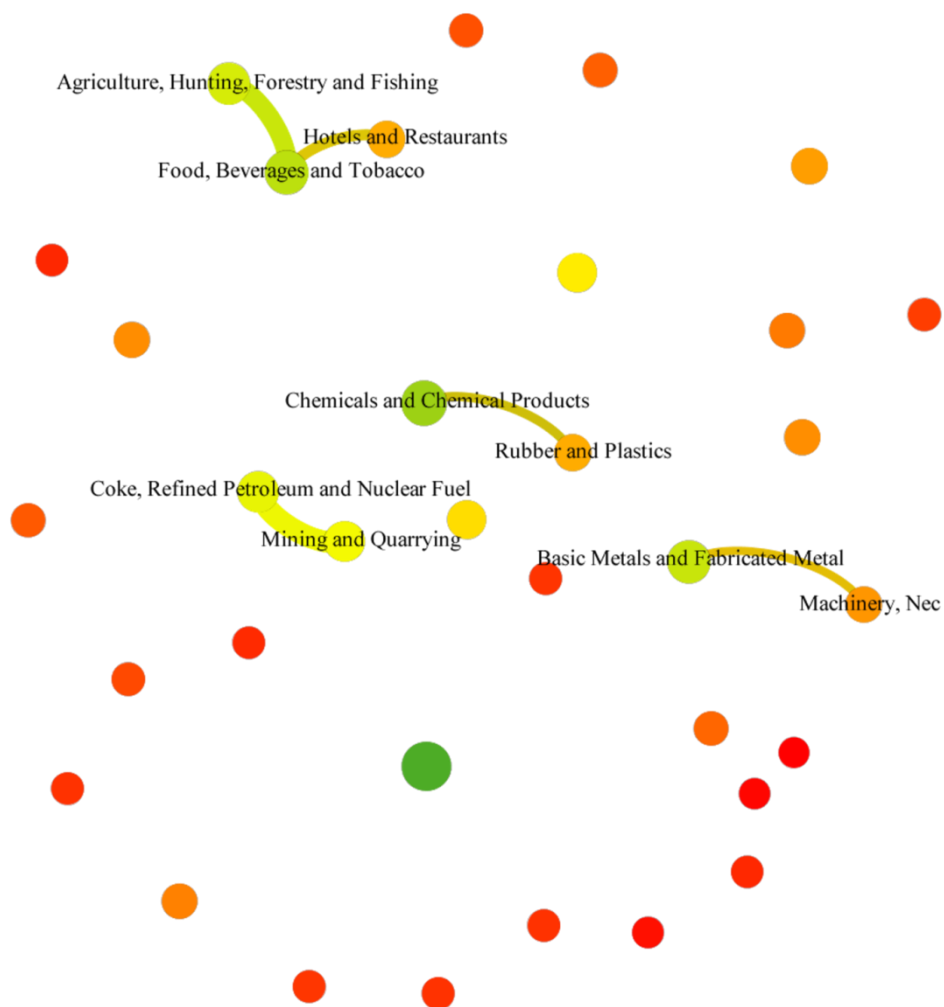 Agriculture, Hunting, Forestry and Fishing
Hotels and Restaurants
Food, Beverages and Tobacco
Chemicals and Chemical Products
Rubber and Plastics
Coke, Refined Petroleum and Nuclear Fuel
Mining and Quarrying
Basic Metals and Fabricated Metal
Machinery, Nec